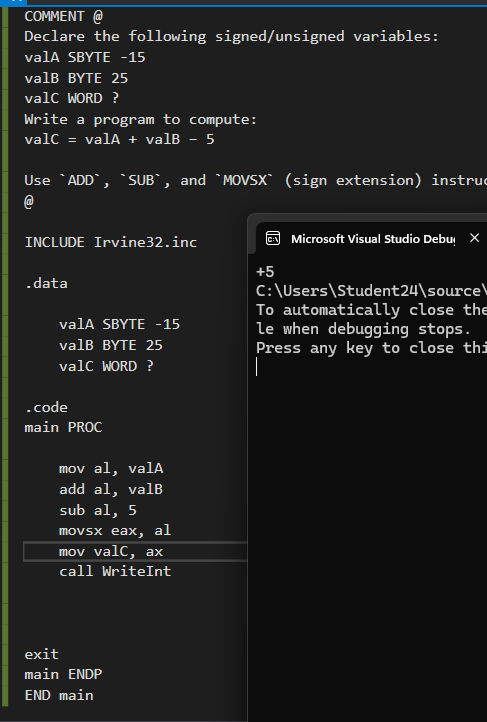 COMMENT @
Declare the following signed/unsigned variables:
valA SBYTE -15
valB BYTE 25
valC WORD ?
Write a program to compute:
valC = valA + valB − 5
Use `ADD`, `SUB`, and `MOVSX` (sign extension)
@
INCLUDE Irvine32.inc
.data
valA SBYTE -15
valB BYTE 25
valC WORD ?
.code
main PROC
mov al, valA
add al, valB
sub al, 5
movsx eax, al
mov valC, ax
call WriteInt
exit
main ENDP
END main
Microsoft Visual Studio
+5
C:\Users\Student24\source\
To automatically close the
le when debugging stops.
Press any key to close